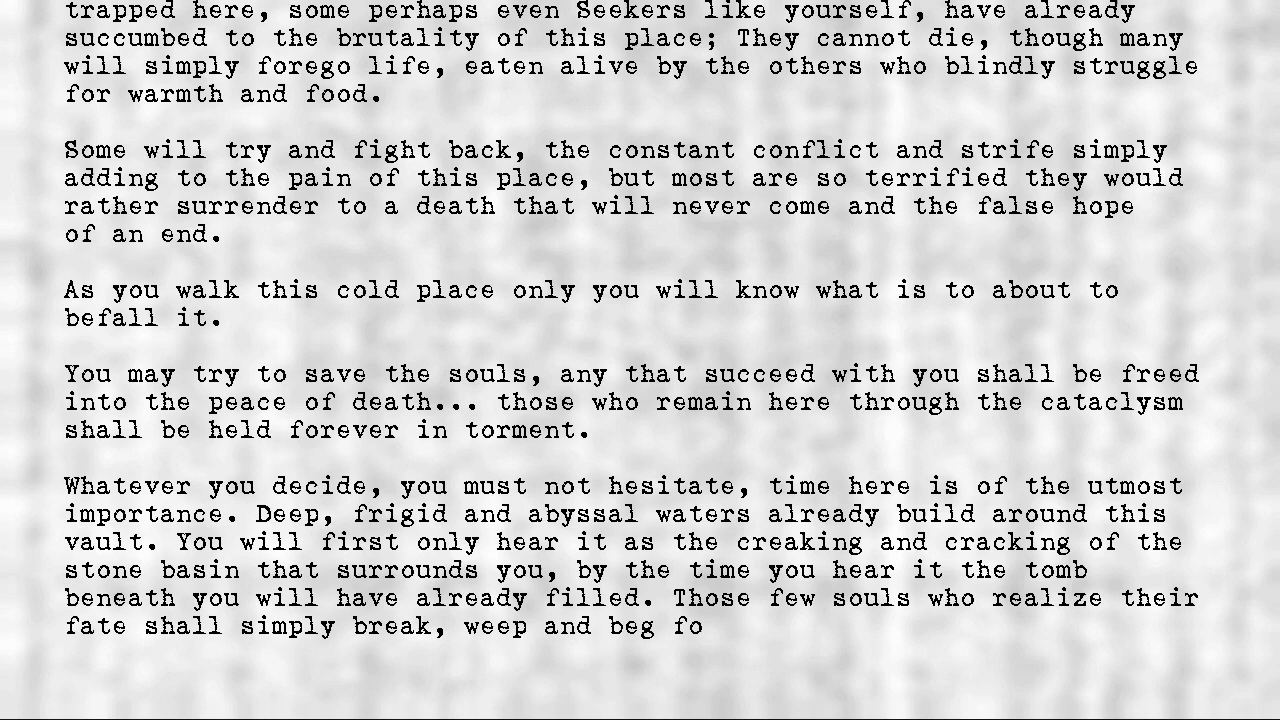 trapped here, some perhaps even Seekers like yourself, have already
succumbed to the brutality of this place; They cannot die, though many
will simply forego life, eaten alive by the others who blindly struggle
for warmth and food.
Some will try and fight back, the constant conflict and strife simply
adding to the pain of this place, but most are so terrified they would
rather surrender to a death that will never come and the false hope
of an end.
As you walk this cold place only you will know what is to about to
befall it.
You may try to save the souls, any that succeed with you shall be freed
into the peace of death... those who remain here through the cataclysm
shall be held forever in torment.
Whatever you decide, you must not hesitate, time here is of the utmost
importance. Deep, frigid and abyssal waters already build around this
vault. You will first only hear it as the creaking and cracking of the
stone basin that surrounds you, by the time you hear it the tomb
beneath you will have already filled. Those few souls who realize their
fate shall simply break, weep and beg fo